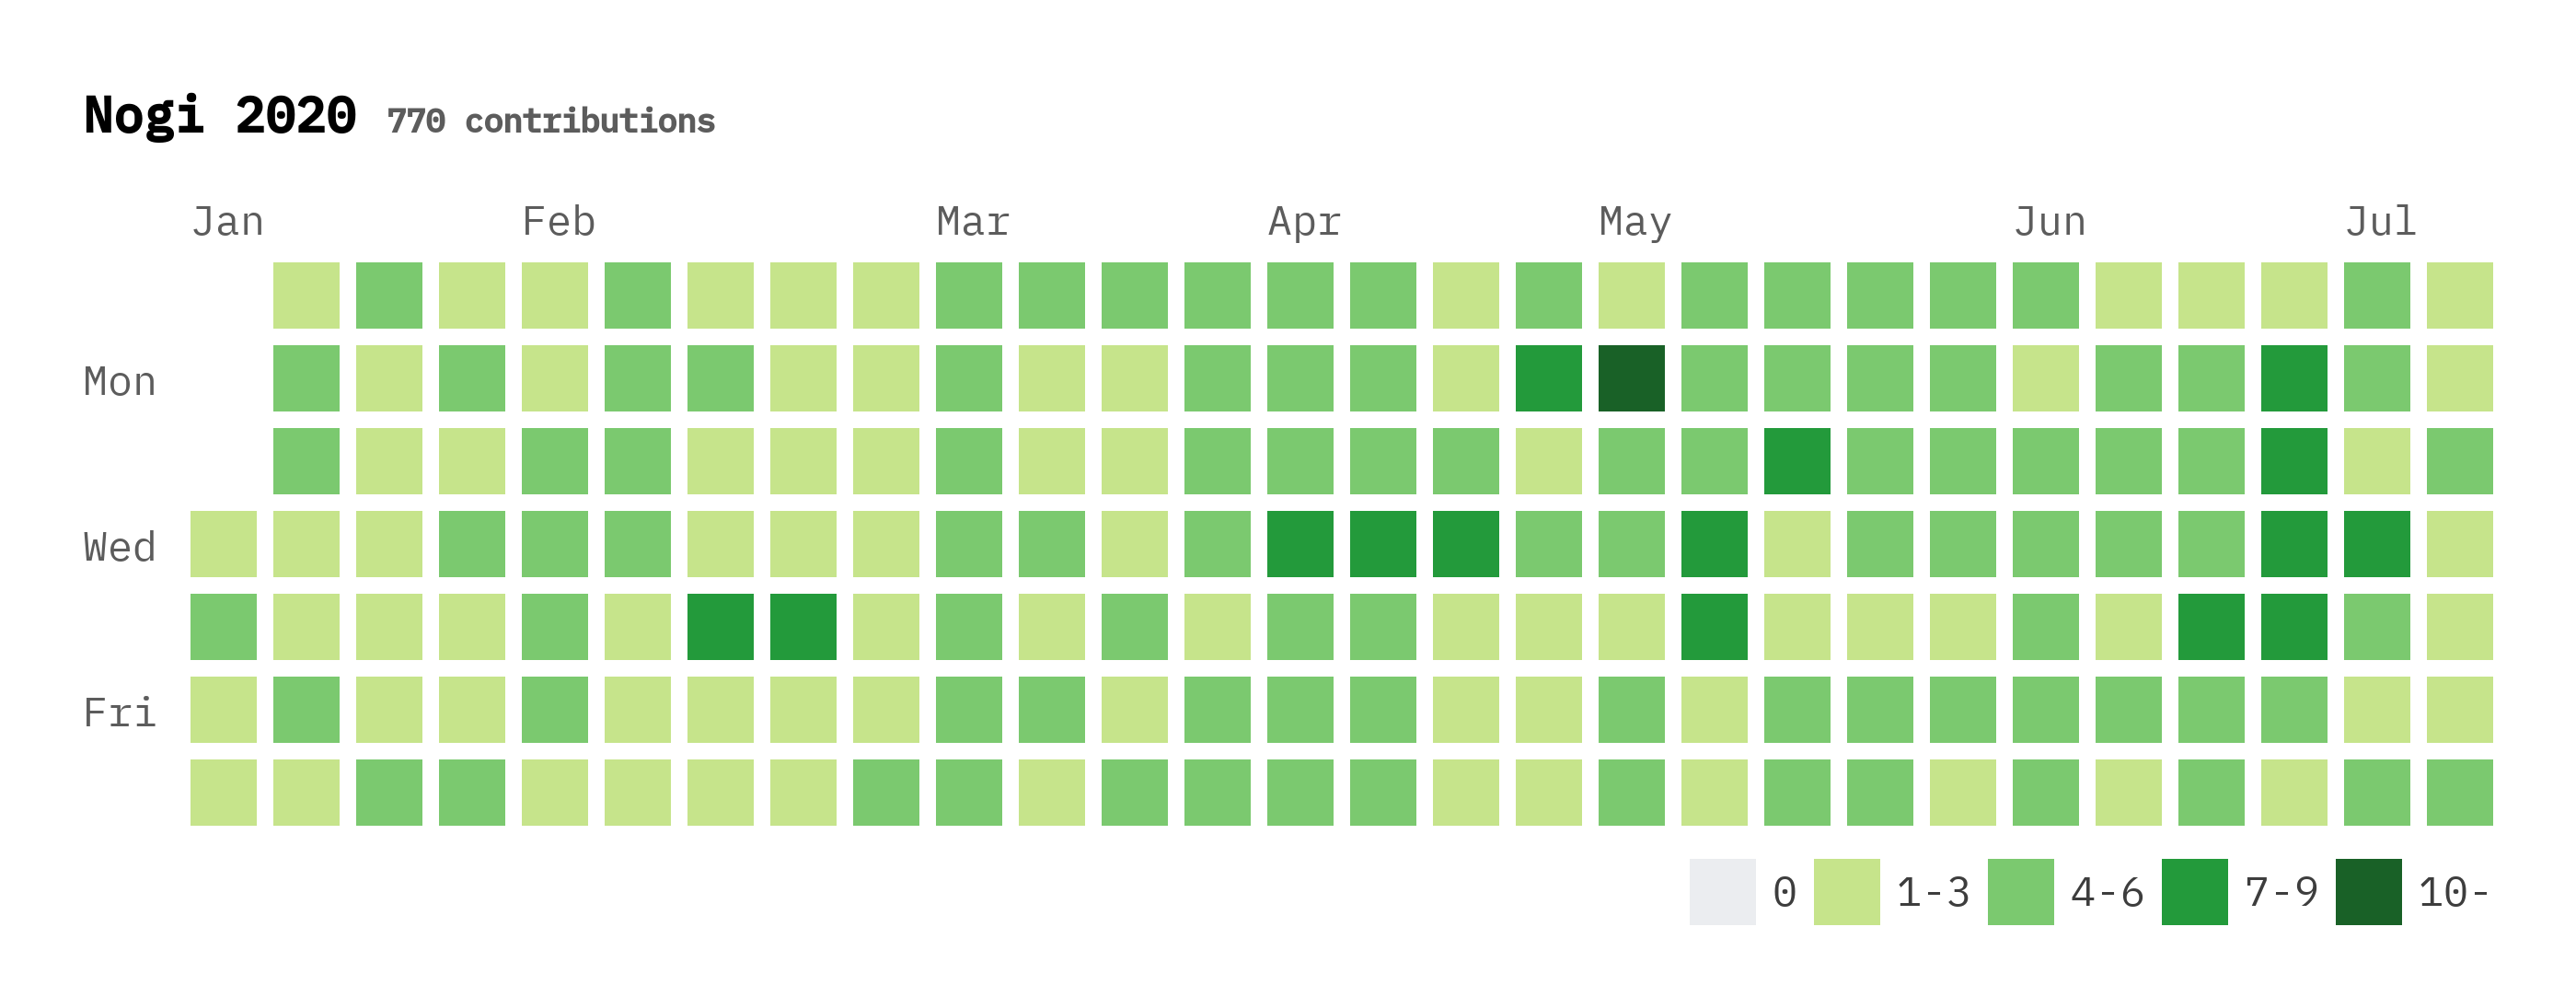 Nogi 2020 770 contributions
Jan Feb Mar Apr May Jun Jul
Mon
Wed
Fri
0 1-3 4-6 7-9 10-